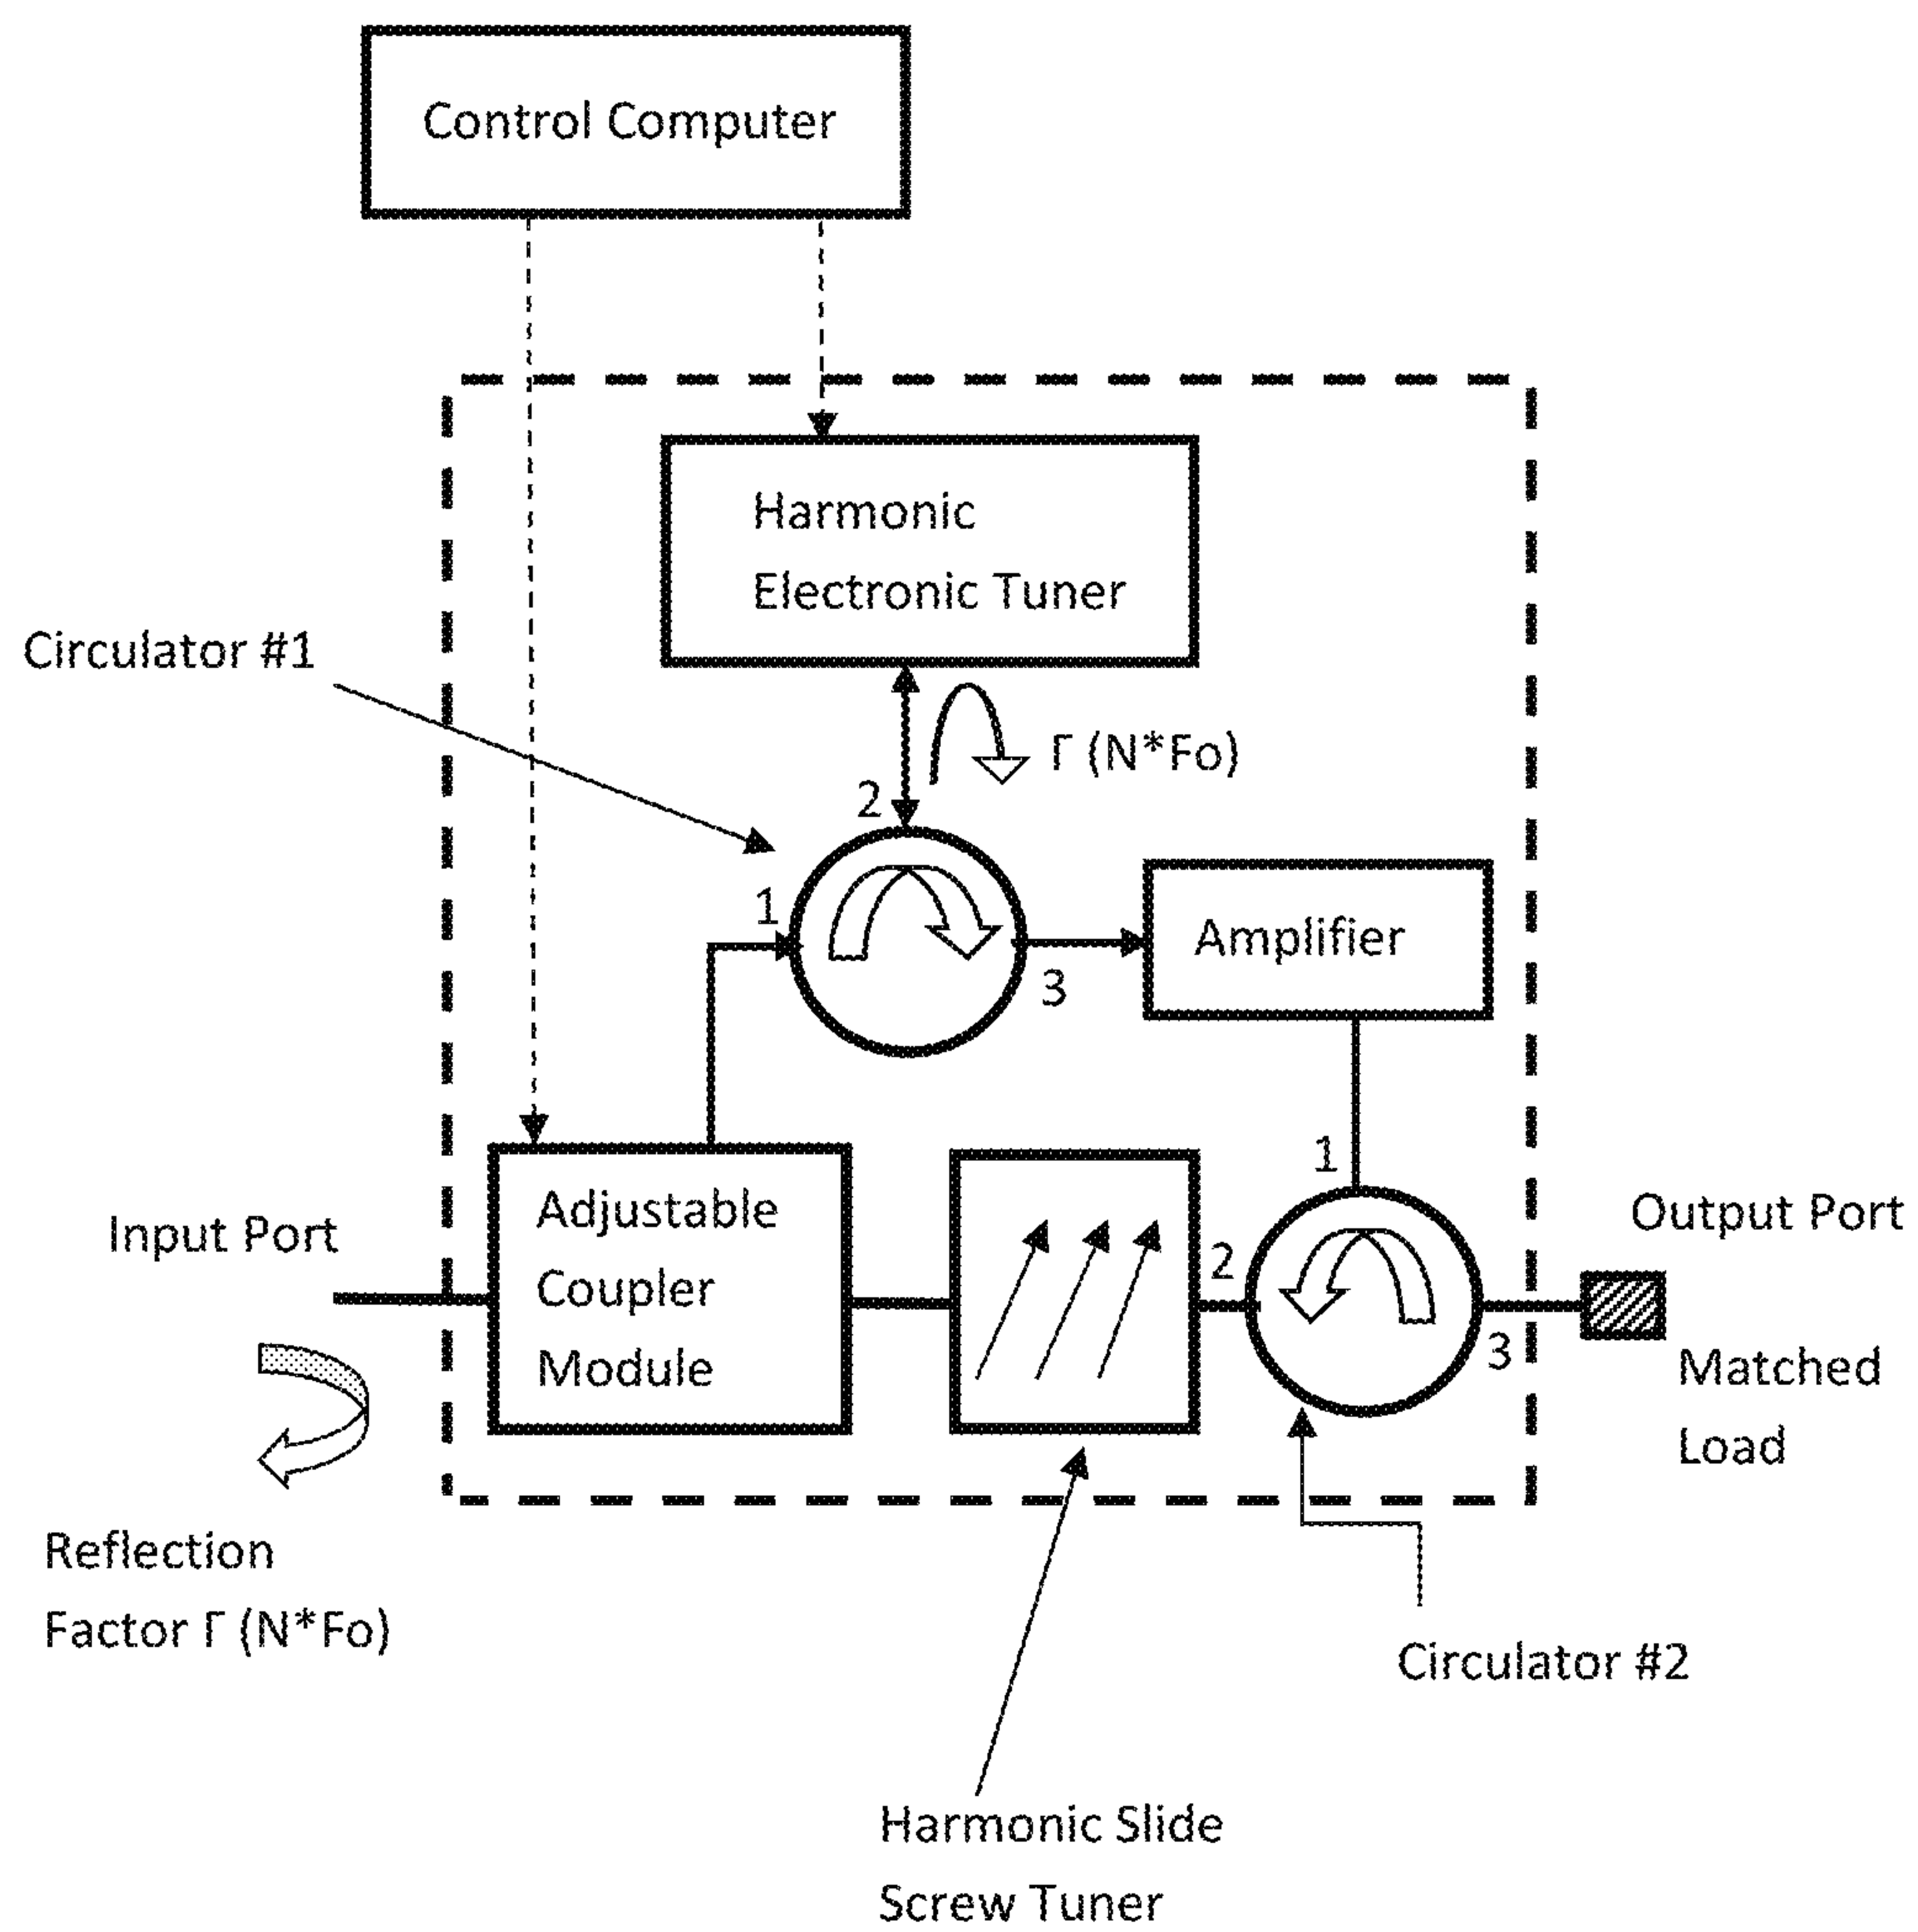 Control Computer
Harmonic
Electronic Tuner
Circulator #1
Γ (N*Fo)
2
1
Amplifier
3
1
Adjustable
Coupler
Module
Input Port
2
Output Port
3
Matched
Load
Reflection
Factor Γ (N*Fo)
Circulator #2
Harmonic Slide
Screw Tuner